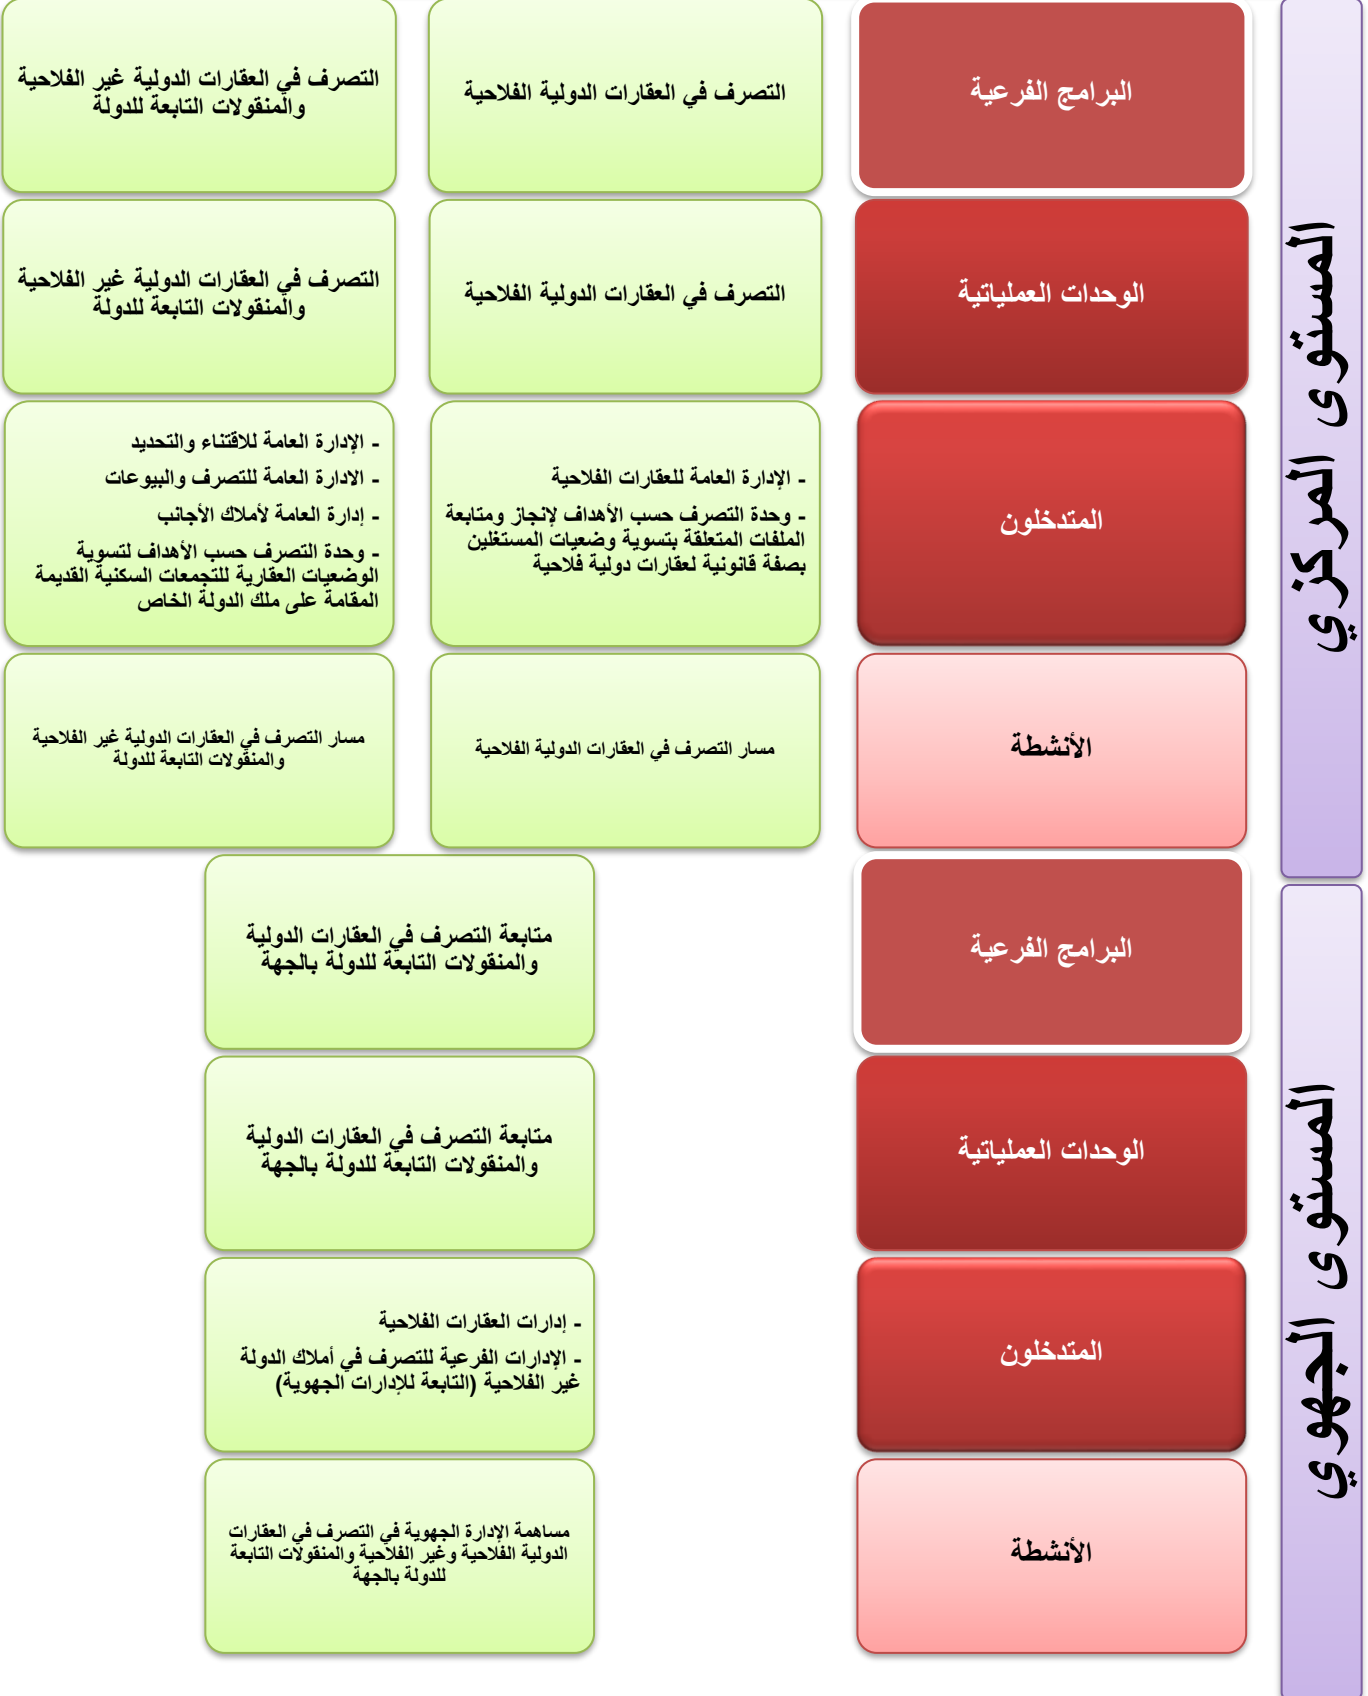 المستوى المركزي
البرامج الفرعية
التصرف في العقارات الدولية الفلاحية
التصرف في العقارات الدولية غير الفلاحية
والمنقولات التابعة للدولة
الوحدات العملياتية
التصرف في العقارات الدولية الفلاحية
التصرف في العقارات الدولية غير الفلاحية
والمنقولات التابعة للدولة
المتدخلون
- الإدارة العامة للعقارات الفلاحية
- وحدة التصرف حسب الأهداف لإنجاز ومتابعة
الملفات المتعلقة بتسوية وضعيات المستغلين
بصفة قانونية لعقارات دولية فلاحية
- الإدارة العامة للاقتناء والتحديد
- الادارة العامة للتصرف والبيوعات
- إدارة العامة لأملاك الأجانب
- وحدة التصرف حسب الأهداف لتسوية
الوضعيات العقارية للتجمعات السكنية القديمة
المقامة على ملك الدولة الخاص
الأنشطة
مسار التصرف في العقارات الدولية الفلاحية
مسار التصرف في العقارات الدولية غير الفلاحية
والمنقولات التابعة للدولة
المستوى الجهوي
البرامج الفرعية
متابعة التصرف في العقارات الدولية
والمنقولات التابعة للدولة بالجهة
الوحدات العملياتية
متابعة التصرف في العقارات الدولية
والمنقولات التابعة للدولة بالجهة
المتدخلون
- إدارات العقارات الفلاحية
- الإدارات الفرعية للتصرف في أملاك الدولة
غير الفلاحية (التابعة للإدارات الجهوية)
الأنشطة
مساهمة الإدارة الجهوية في التصرف في العقارات
الدولية الفلاحية وغير الفلاحية والمنقولات التابعة
للدولة بالجهة